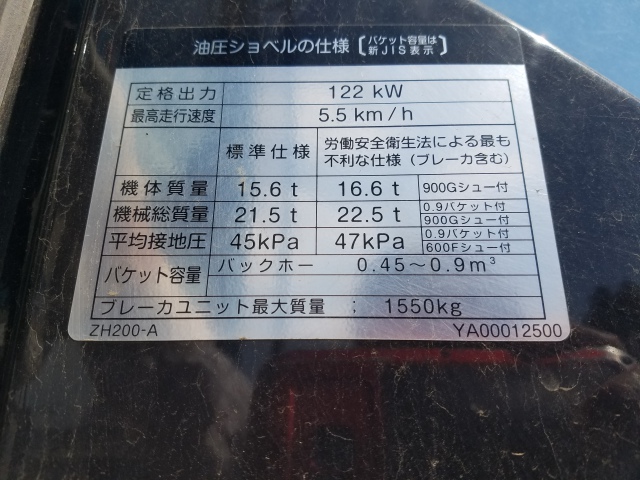 油圧ショベルの仕様〔バケット容量は新JIS表示〕
定格出力 122 kW
最高走行速度 5.5 km/h
標準仕様 労働安全衛生法による最も不利な仕様（ブレーカ含む）
機体質量 15.6 t 16.6 t 900Gシュー付
機械総質量 21.5 t 22.5 t 0.9バケット付 900Gシュー付
平均接地圧 45kPa 47kPa 0.9バケット付 600Fシュー付
バケット容量 バックホー 0.45～0.9m³
ブレーカユニット最大質量 ; 1550kg
ZH200-A YA00012500